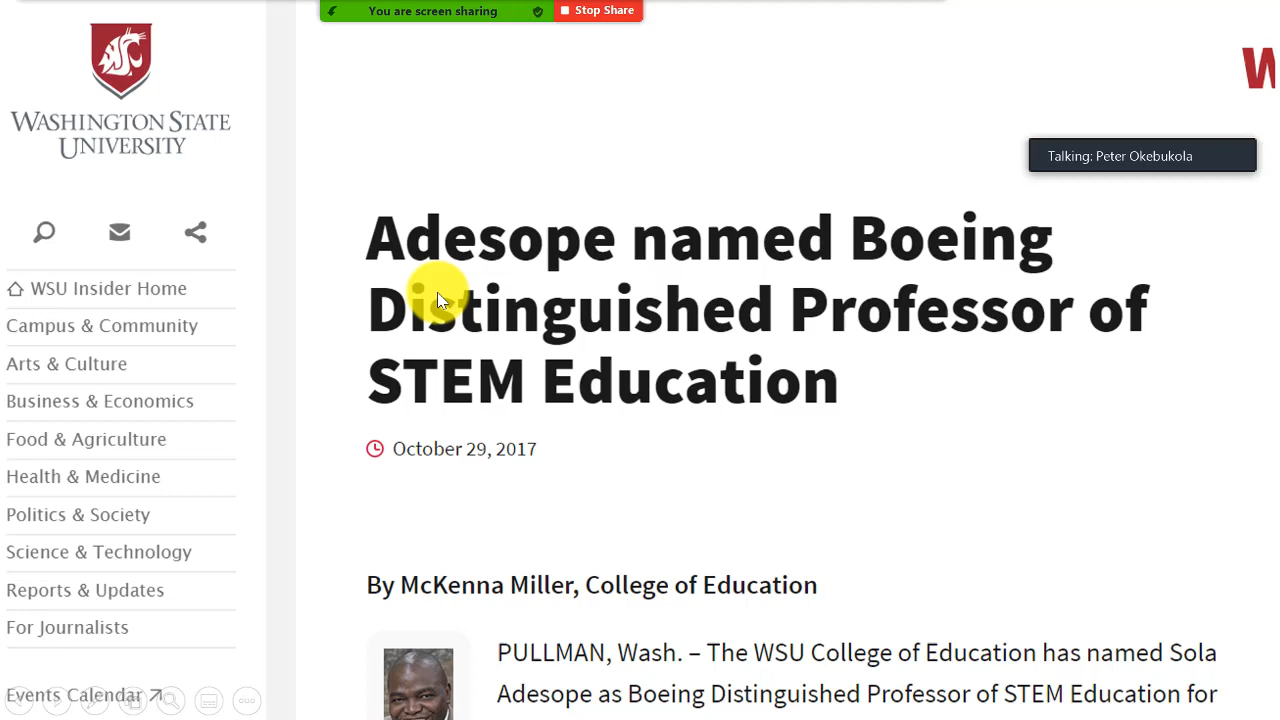 You are screen sharing
Stop Share
WASHINGTON STATE
UNIVERSITY
W
Talking: Peter Okebukola
WSU Insider Home
Campus & Community
Arts & Culture
Business & Economics
Food & Agriculture
Health & Medicine
Politics & Society
Science & Technology
Reports & Updates
For Journalists
Events Calendar
Adesope named Boeing
Distinguished Professor of
STEM Education
October 29, 2017
By McKenna Miller, College of Education
PULLMAN, Wash. – The WSU College of Education has named Sola
Adesope as Boeing Distinguished Professor of STEM Education for